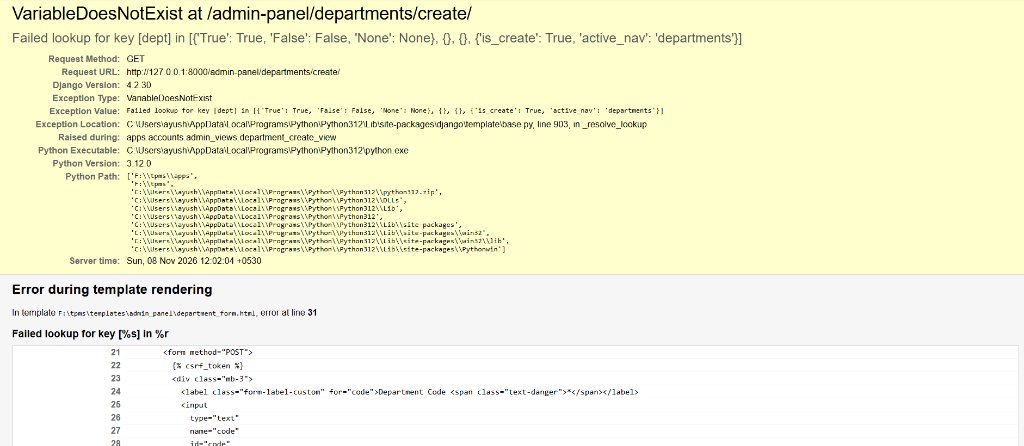 VariableDoesNotExist at /admin-panel/departments/create/
Failed lookup for key [dept] in [{'True': True, 'False': False, 'None': None}, {}, {}, {'is_create': True, 'active_nav': 'departments'}]
Request Method: GET
Request URL: http://127.0.0.1:8000/admin-panel/departments/create/
Django Version: 4.2.30
Exception Type: VariableDoesNotExist
Exception Value: Failed lookup for key [dept] in [{'True': True, 'False': False, 'None': None}, {}, {}, {'is_create': True, 'active_nav': 'departments'}]
Exception Location: C:\Users\ayush\AppData\Local\Programs\Python\Python312\Lib\site-packages\django\template\base.py, line 903, in _resolve_lookup
Raised during: apps.accounts.admin_views.department_create_view
Python Executable: C:\Users\ayush\AppData\Local\Programs\Python\Python312\python.exe
Python Version: 3.12.0
Python Path: ['F:\\tpms\\apps',
'F:\\tpms',
'C:\\Users\\ayush\\AppData\\Local\\Programs\\Python\\Python312\\python312.zip',
'C:\\Users\\ayush\\AppData\\Local\\Programs\\Python\\Python312\\DLLs',
'C:\\Users\\ayush\\AppData\\Local\\Programs\\Python\\Python312\\Lib',
'C:\\Users\\ayush\\AppData\\Local\\Programs\\Python\\Python312',
'C:\\Users\\ayush\\AppData\\Local\\Programs\\Python\\Python312\\Lib\\site-packages',
'C:\\Users\\ayush\\AppData\\Local\\Programs\\Python\\Python312\\Lib\\site-packages\\win32',
'C:\\Users\\ayush\\AppData\\Local\\Programs\\Python\\Python312\\Lib\\site-packages\\win32\\lib',
'C:\\Users\\ayush\\AppData\\Local\\Programs\\Python\\Python312\\Lib\\site-packages\\Pythonwin']
Server time: Sun, 08 Nov 2026 12:02:04 +0530
Error during template rendering
In template F:\tpms\templates\admin_panel\department_form.html, error at line 31
Failed lookup for key [%s] in %r
21 <form method="POST">
22 {% csrf_token %}
23 <div class="mb-3">
24 <label class="form-label-custom" for="code">Department Code <span class="text-danger">*</span></label>
25 <input
26 type="text"
27 name="code"
28 id="code"